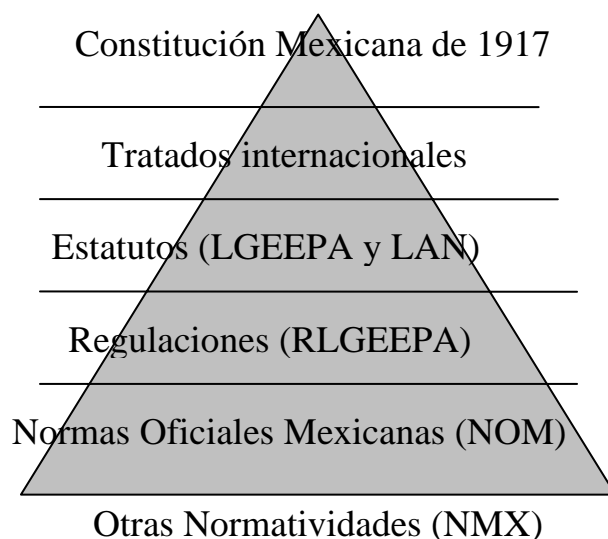 Constitución Mexicana de 1917
Tratados internacionales
Estatutos (LGEEPA y LAN)
Regulaciones (RLGEEPA)
Normas Oficiales Mexicanas (NOM)
Otras Normatividades (NMX)